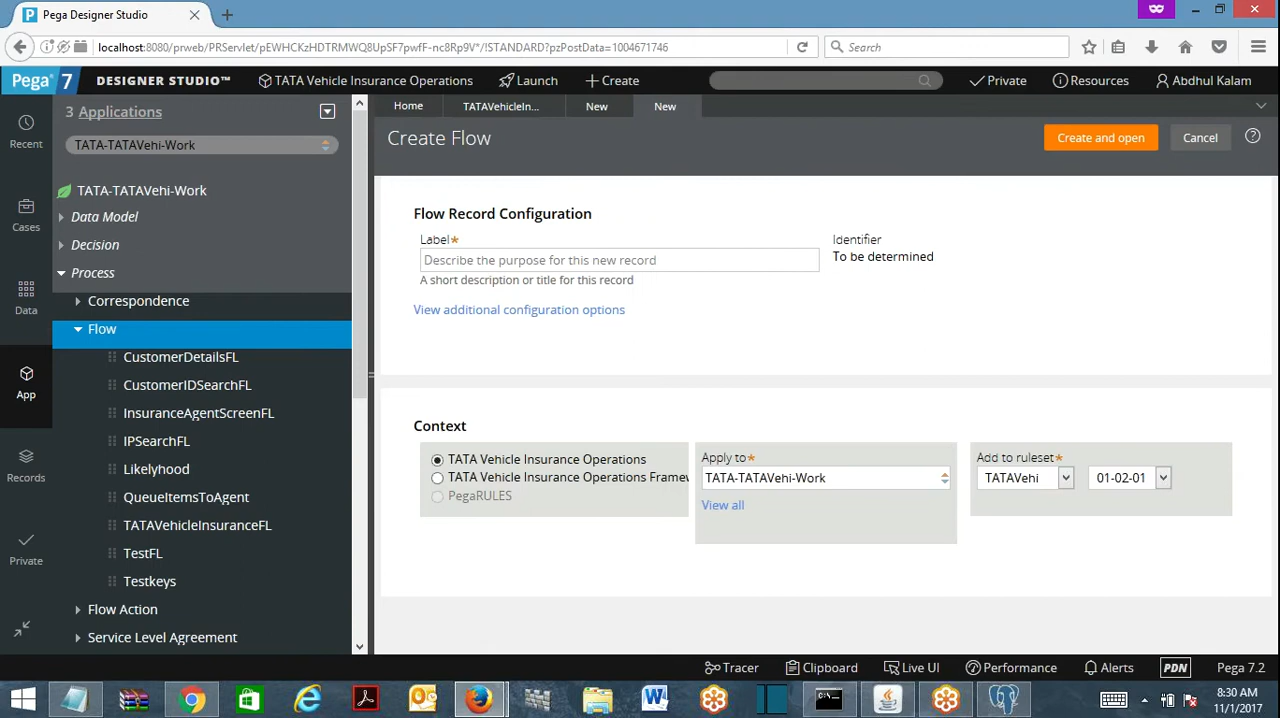 Pega Designer Studio
localhost:8080/prweb/PRServlet/pEWHCKzHDTRMWQ8UpSF7pwfF-nc8Rp9V*/!STANDARD?pzPostData=1004671746
Search
Pega 7
DESIGNER STUDIO™
TATA Vehicle Insurance Operations
Launch
Create
Private
Resources
Abdhul Kalam
3 Applications
Home
TATAVehicleIn...
New
New
Recent
TATA-TATAVehi-Work
Create Flow
Create and open
Cancel
TATA-TATAVehi-Work
Cases
Data Model
Flow Record Configuration
Decision
Label*
Identifier
Process
Describe the purpose for this new record
To be determined
Data
Correspondence
A short description or title for this record
Flow
View additional configuration options
CustomerDetailsFL
App
CustomerIDSearchFL
InsuranceAgentScreenFL
Context
IPSearchFL
TATA Vehicle Insurance Operations
Apply to*
Add to ruleset*
Records
Likelyhood
TATA Vehicle Insurance Operations Framew
TATA-TATAVehi-Work
TATAVehi
01-02-01
QueueItemsToAgent
PegaRULES
View all
TATAVehicleInsuranceFL
Private
TestFL
Testkeys
Flow Action
Service Level Agreement
Tracer
Clipboard
Live UI
Performance
Alerts
PDN
Pega 7.2
8:30 AM
11/1/2017